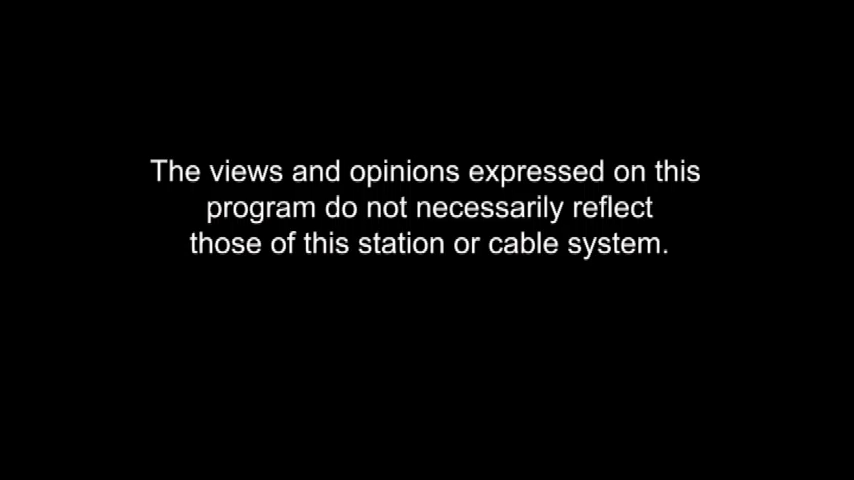 The views and opinions expressed on this
program do not necessarily reflect
those of this station or cable system.